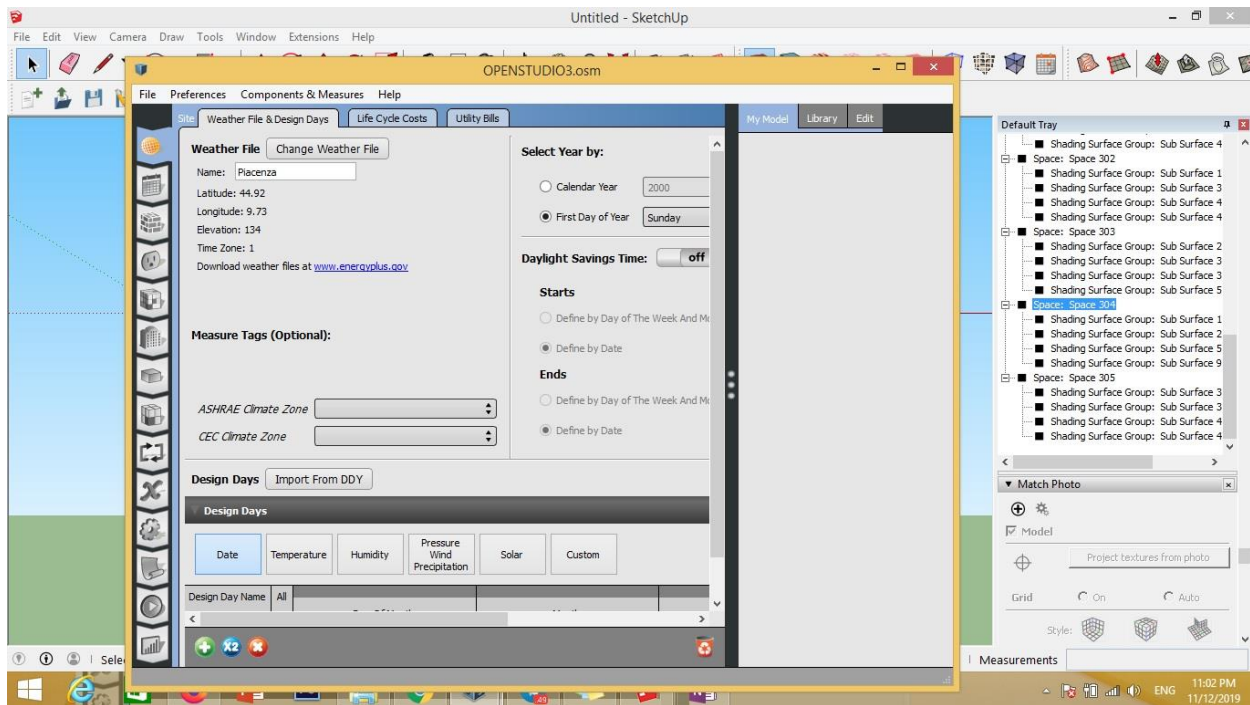 Untitled - SketchUp
File Edit View Camera Draw Tools Window Extensions Help
OPENSTUDIO3.osm
File Preferences Components & Measures Help
Site Weather File & Design Days Life Cycle Costs Utility Bills
My Model Library Edit
Weather File Change Weather File
Name: Piacenza
Latitude: 44.92
Longitude: 9.73
Elevation: 134
Time Zone: 1
Download weather files at www.energyplus.gov
Measure Tags (Optional):
ASHRAE Climate Zone
CEC Climate Zone
Select Year by:
Calendar Year 2000
First Day of Year Sunday
Daylight Savings Time: off
Starts
Define by Day of The Week And Mo
Define by Date
Ends
Define by Day of The Week And Mo
Define by Date
Design Days Import From DDY
Design Days
Date Temperature Humidity Pressure Wind Precipitation Solar Custom
Design Day Name All
X2
Default Tray
Shading Surface Group: Sub Surface 4
Space: Space 302
Shading Surface Group: Sub Surface 1
Shading Surface Group: Sub Surface 3
Shading Surface Group: Sub Surface 4
Shading Surface Group: Sub Surface 4
Space: Space 303
Shading Surface Group: Sub Surface 2
Shading Surface Group: Sub Surface 3
Shading Surface Group: Sub Surface 3
Shading Surface Group: Sub Surface 5
Space: Space 304
Shading Surface Group: Sub Surface 1
Shading Surface Group: Sub Surface 2
Shading Surface Group: Sub Surface 5
Shading Surface Group: Sub Surface 9
Space: Space 305
Shading Surface Group: Sub Surface 3
Shading Surface Group: Sub Surface 3
Shading Surface Group: Sub Surface 4
Shading Surface Group: Sub Surface 4
Match Photo
Model
Project textures from photo
Grid On Auto
Style:
Sele
Measurements
49
ENG
11:02 PM
11/12/2019